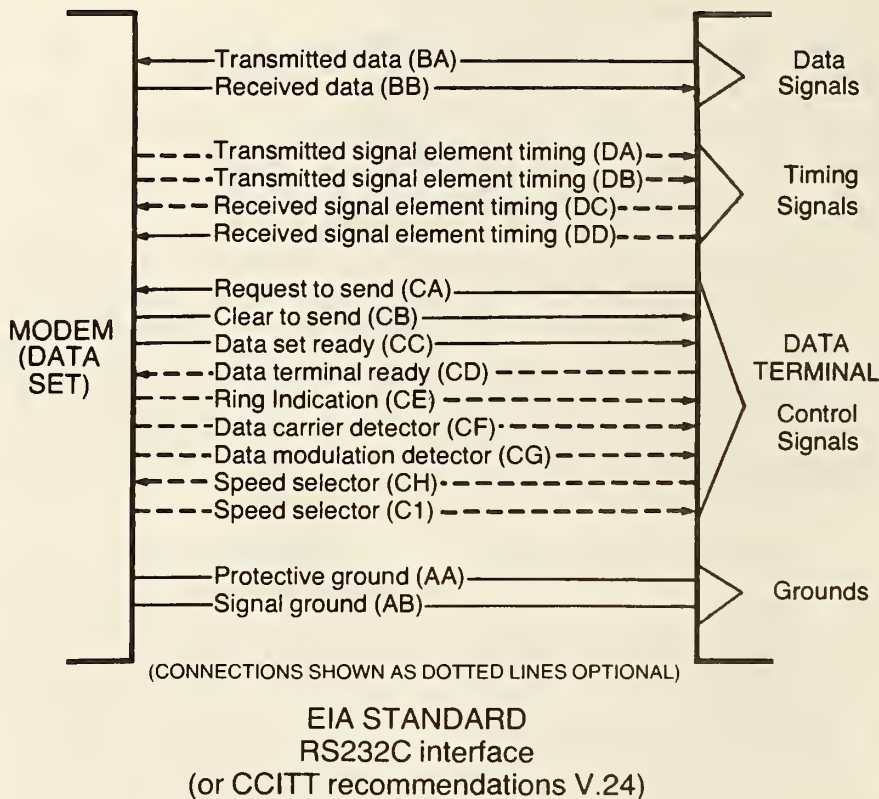 Transmitted data (BA)
Received data (BB)
Data
Signals
Transmitted signal element timing (DA)
Transmitted signal element timing (DB)
Received signal element timing (DC)
Received signal element timing (DD)
Timing
Signals
Request to send (CA)
Clear to send (CB)
Data set ready (CC)
Data terminal ready (CD)
Ring Indication (CE)
Data carrier detector (CF)
Data modulation detector (CG)
Speed selector (CH)
Speed selector (C1)
MODEM
(DATA
SET)
DATA
TERMINAL
Control
Signals
Protective ground (AA)
Signal ground (AB)
Grounds
(CONNECTIONS SHOWN AS DOTTED LINES OPTIONAL)
EIA STANDARD
RS232C interface
(or CCITT recommendations V.24)